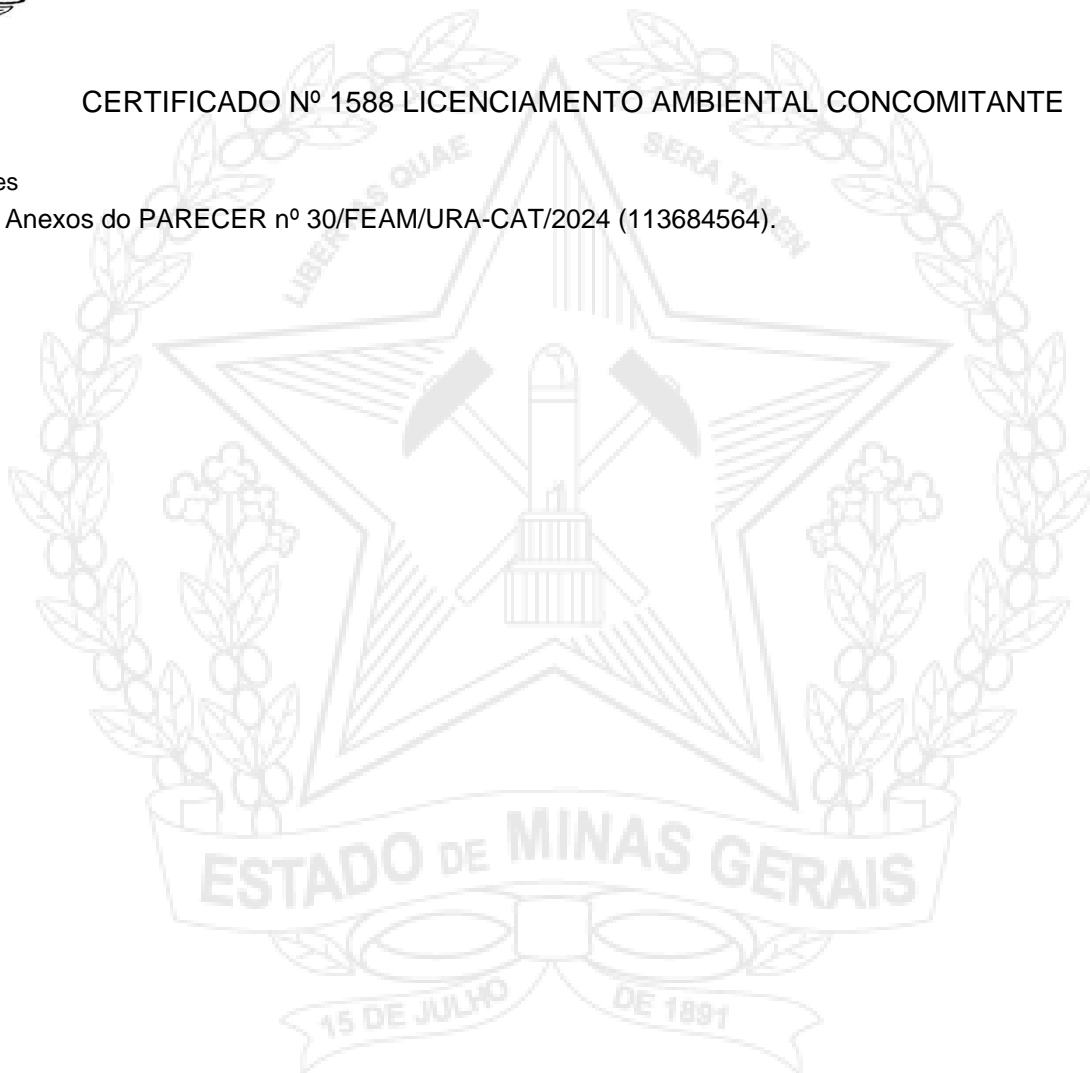 CERTIFICADO Nº 1588 LICENCIAMENTO AMBIENTAL CONCOMITANTE
es
Anexos do PARECER nº 30/FEAM/URA-CAT/2024 (113684564).
LIBERTAS QUAE SERA TAMEN
ESTADO DE MINAS GERAIS
15 DE JULHO DE 1891